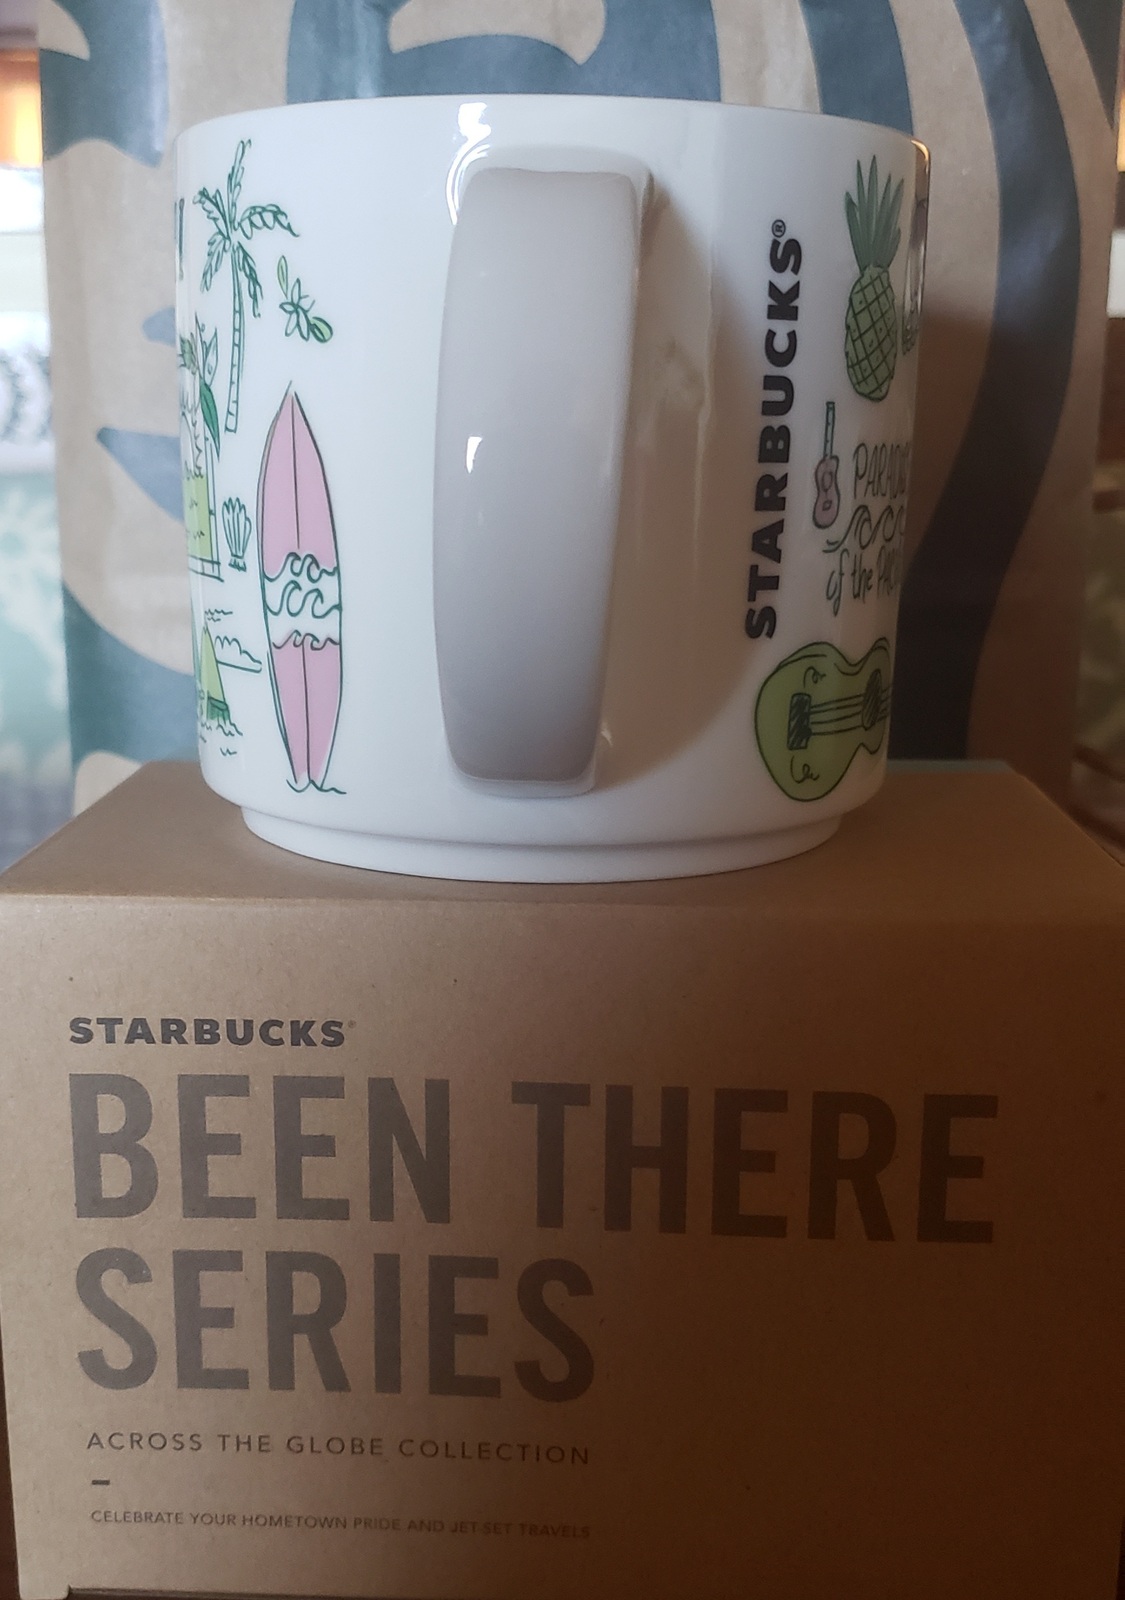 STARBUCKS®
of the
STARBUCKS
BEEN THERE
SERIES
ACROSS THE GLOBE COLLECTION
–
CELEBRATE YOUR HOMETOWN PRIDE AND JET SET TRAVELS